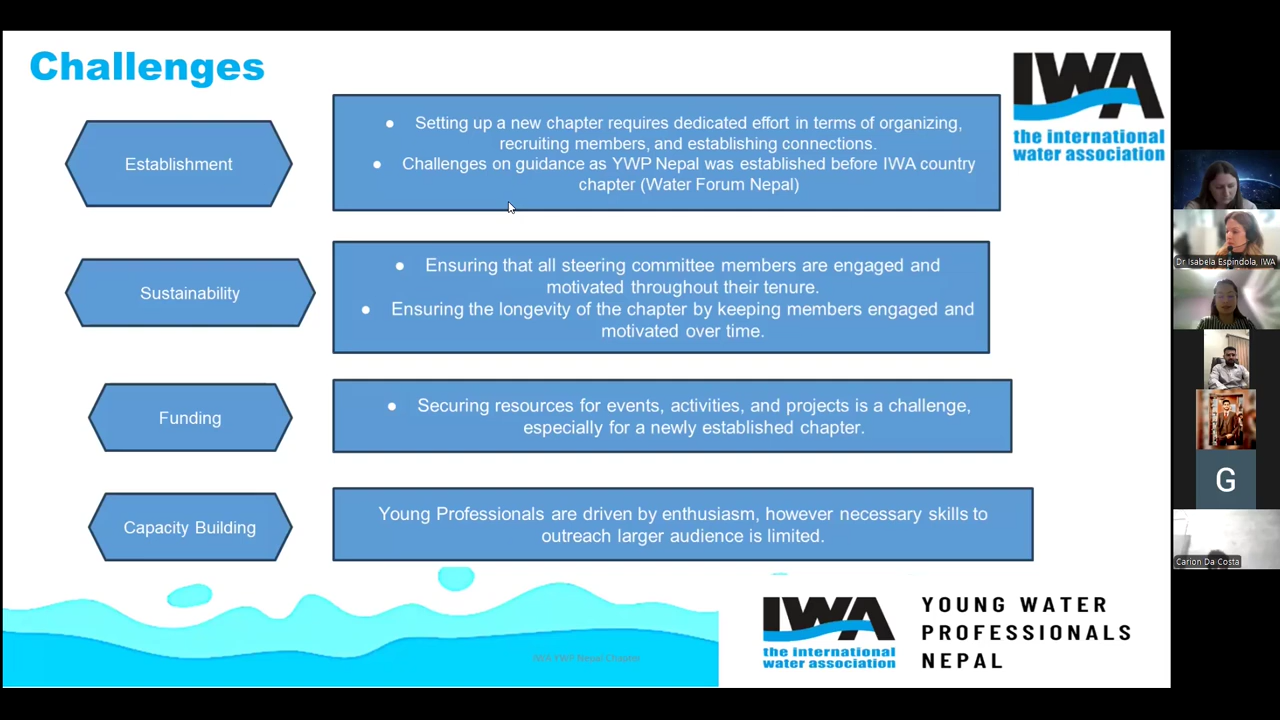 Challenges
IWA
the international
water association
Establishment
● Setting up a new chapter requires dedicated effort in terms of organizing,
recruiting members, and establishing connections.
● Challenges on guidance as YWP Nepal was established before IWA country
chapter (Water Forum Nepal)
Sustainability
● Ensuring that all steering committee members are engaged and
motivated throughout their tenure.
● Ensuring the longevity of the chapter by keeping members engaged and
motivated over time.
Funding
● Securing resources for events, activities, and projects is a challenge,
especially for a newly established chapter.
Capacity Building
Young Professionals are driven by enthusiasm, however necessary skills to
outreach larger audience is limited.
IWA YWP Nepal Chapter
IWA
the international
water association
YOUNG WATER
PROFESSIONALS
NEPAL
Dr Isabela Espindola, IWA
G
Carion Da Costa